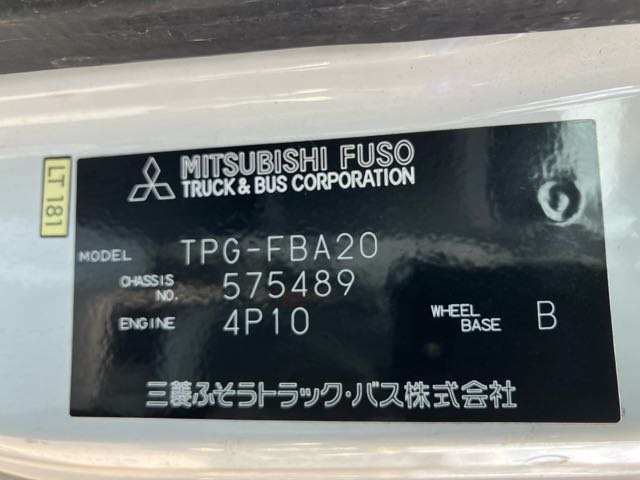 MITSUBISHI FUSO
TRUCK & BUS CORPORATION
LT 181
MODEL TPG-FBA20
CHASSIS NO. 575489
ENGINE 4P10 WHEEL BASE B
三菱ふそうトラック・バス株式会社